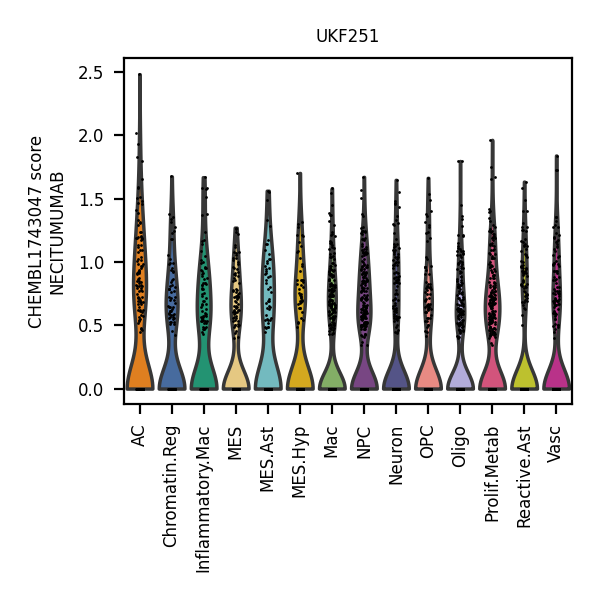 UKF251
CHEMBL1743047 score
NECITUMUMAB
2.5
2.0
1.5
1.0
0.5
0.0
AC
Chromatin.Reg
Inflammatory.Mac
MES
MES.Ast
MES.Hyp
Mac
NPC
Neuron
OPC
Oligo
Prolif.Metab
Reactive.Ast
Vasc